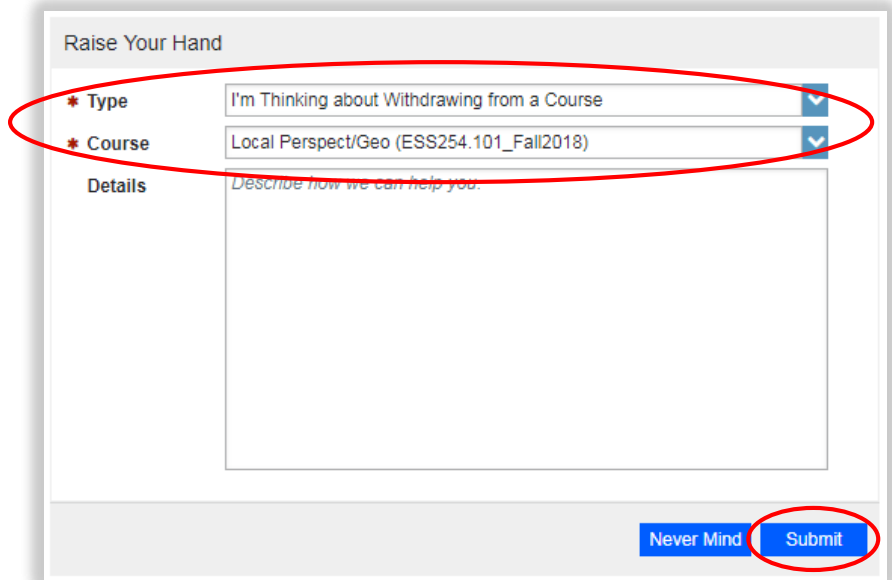 Raise Your Hand
* Type I'm Thinking about Withdrawing from a Course
* Course Local Perspect/Geo (ESS254.101_Fall2018)
Details Describe how we can help you.
Never Mind Submit